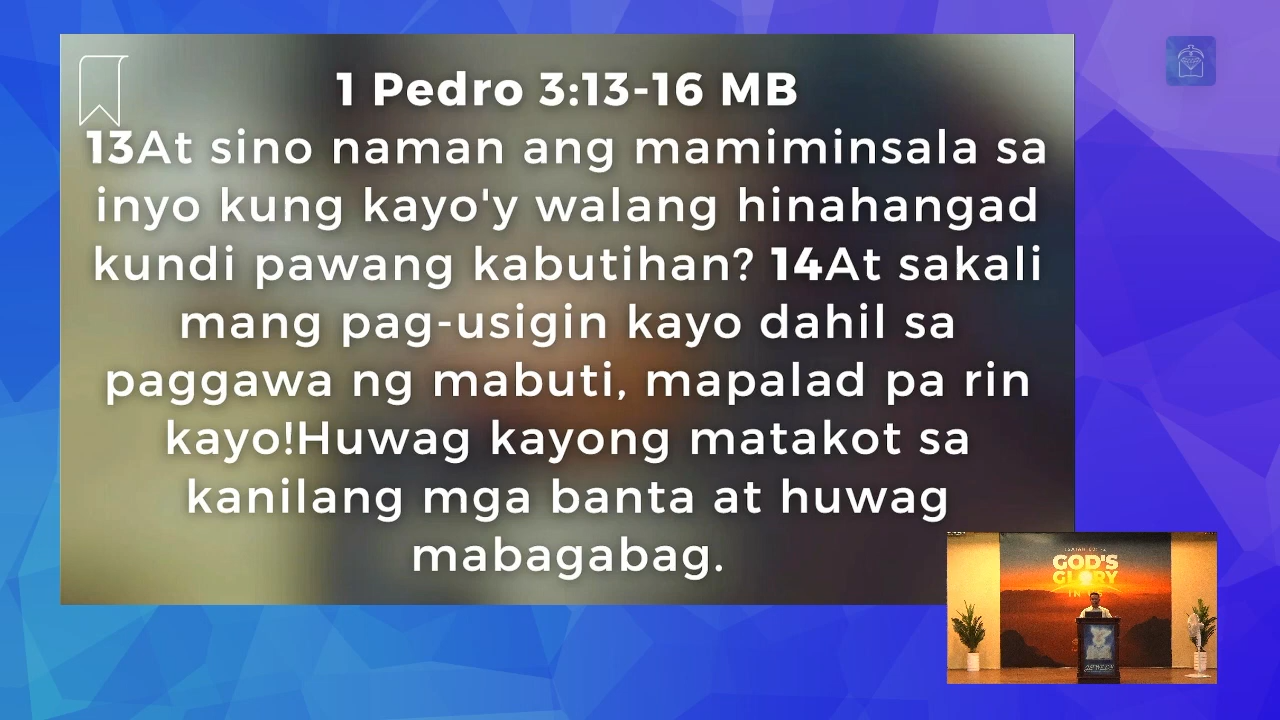 1 Pedro 3:13-16 MB
13At sino naman ang mamiminsala sa
inyo kung kayo'y walang hinahangad
kundi pawang kabutihan? 14At sakali
mang pag-usigin kayo dahil sa
paggawa ng mabuti, mapalad pa rin
kayo!Huwag kayong matakot sa
kanilang mga banta at huwag
mabagabag.
GOD'S
GLORY